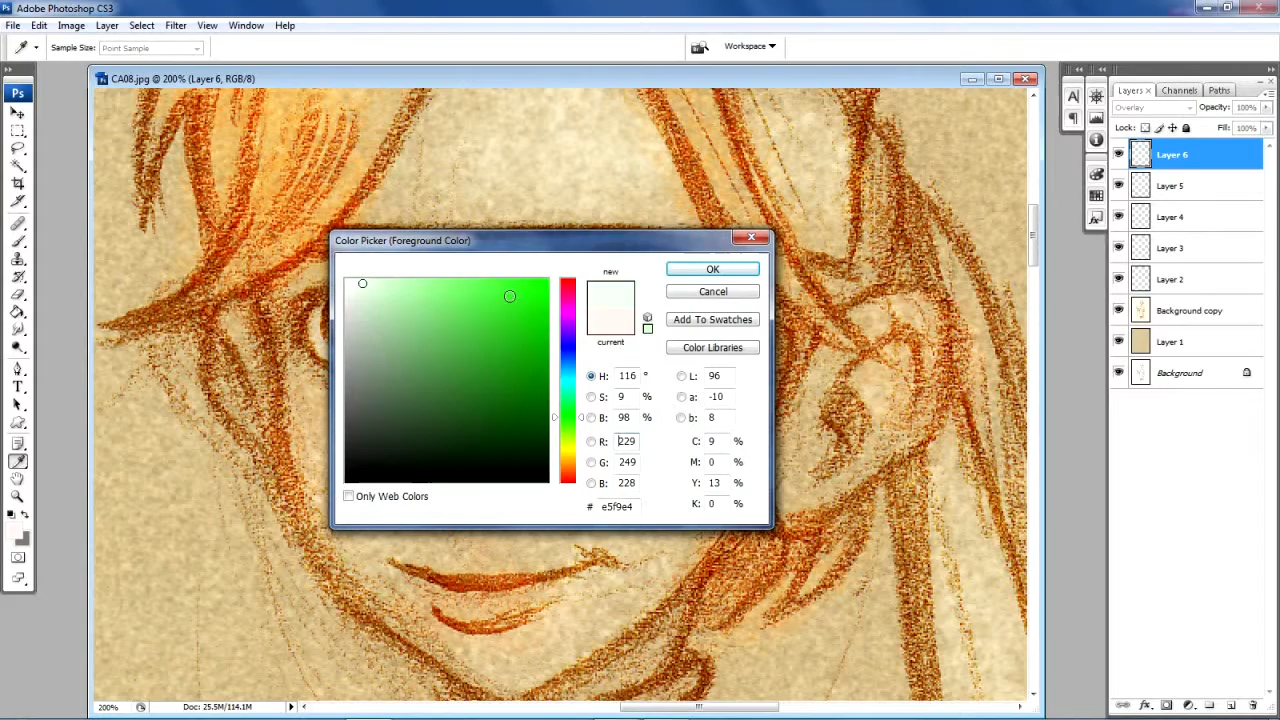 Ps Adobe Photoshop CS3
File Edit Image Layer Select Filter View Window Help
Sample Size: Point Sample
Workspace
CA08.jpg @ 200% (Layer 6, RGB/8)
Ps
T
Color Picker (Foreground Color)
new
current
OK
Cancel
Add To Swatches
Color Libraries
H: 116 °
S: 9 %
B: 98 %
R: 229
G: 249
B: 228
# e5f9e4
L: 96
a: -10
b: 8
C: 9 %
M: 0 %
Y: 13 %
K: 0 %
Only Web Colors
200%
Doc: 25.5M/114.1M
A
Layers Channels Paths
Overlay Opacity: 100%
Lock: Fill: 100%
Layer 6
Layer 5
Layer 4
Layer 3
Layer 2
Background copy
Layer 1
Background